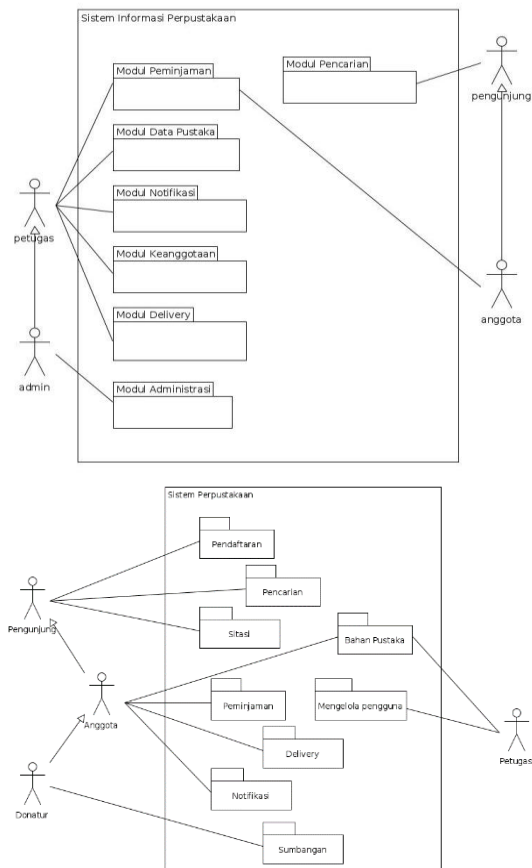 Sistem Informasi Perpustakaan
Modul Peminjaman
Modul Pencarian
pengunjung
Modul Data Pustaka
Modul Notifikasi
petugas
Modul Keanggotaan
anggota
Modul Delivery
admin
Modul Administrasi
Sistem Perpustakaan
Pendaftaran
Pencarian
Pengunjung
Sitasi
Bahan Pustaka
Anggota
Peminjaman
Mengelola pengguna
Delivery
Petugas
Notifikasi
Donatur
Sumbangan